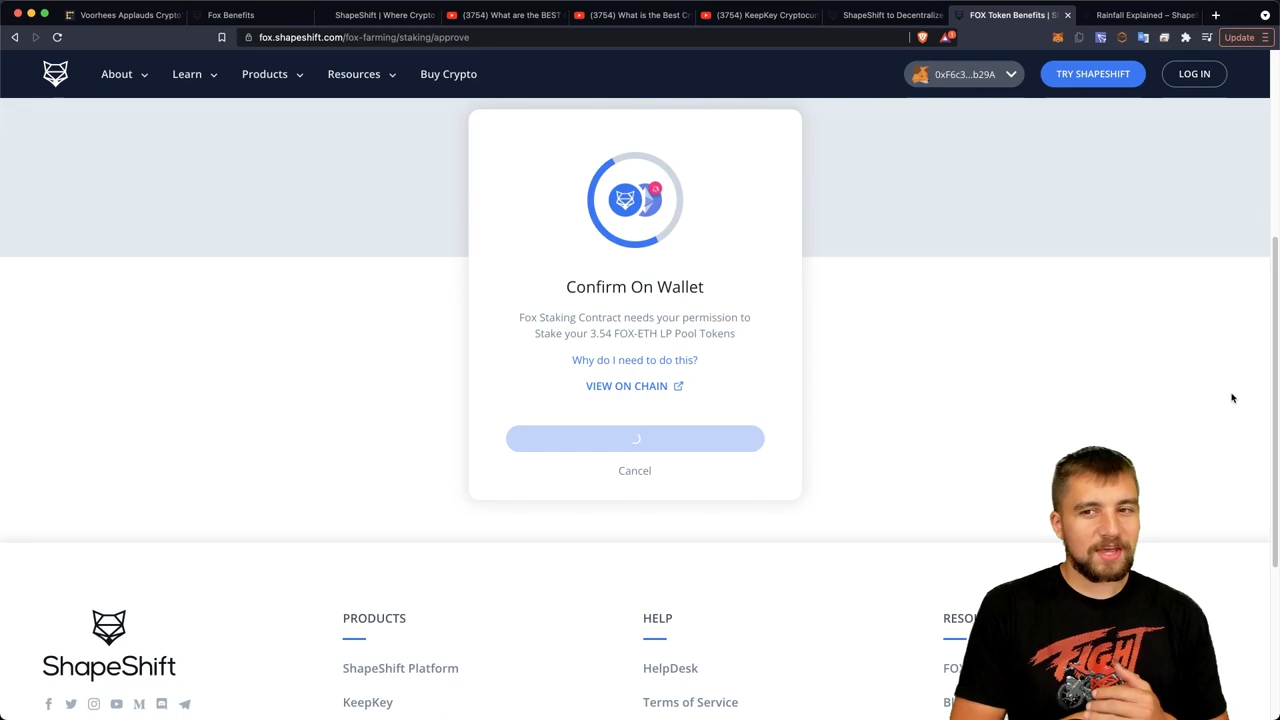 Voorhees Applauds Crypto
Fox Benefits
ShapeShift | Where Crypto
(3754) What are the BEST
(3754) What is the Best Cr
(3754) KeepKey Cryptocur
ShapeShift to Decentralize
FOX Token Benefits | S
Rainfall Explained – ShapeS
fox.shapeshift.com/fox-farming/staking/approve
Update
About
Learn
Products
Resources
Buy Crypto
0xF6c3...b29A
TRY SHAPESHIFT
LOG IN
Confirm On Wallet
Fox Staking Contract needs your permission to
Stake your 3.54 FOX-ETH LP Pool Tokens
Why do I need to do this?
VIEW ON CHAIN
Cancel
PRODUCTS
HELP
RESO
ShapeShift
ShapeShift Platform
HelpDesk
FO
KeepKey
Terms of Service
Bl
FIGHT